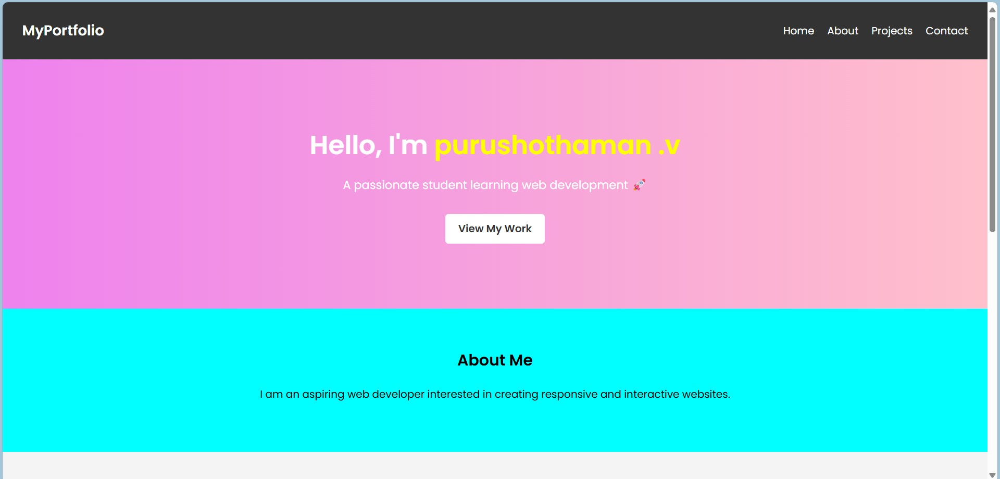 MyPortfolio
Home About Projects Contact
Hello, I'm purushothaman .v
A passionate student learning web development 🚀
View My Work
About Me
I am an aspiring web developer interested in creating responsive and interactive websites.